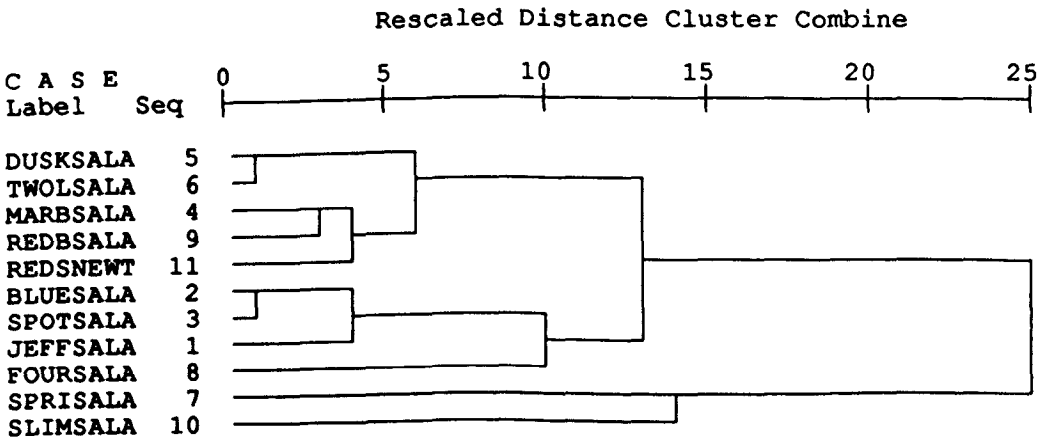 Rescaled Distance Cluster Combine
C A S E 0 5 10 15 20 25
Label Seq
DUSKSALA 5
TWOLSALA 6
MARBSALA 4
REDBSALA 9
REDSNEWT 11
BLUESALA 2
SPOTSALA 3
JEFFSALA 1
FOURSALA 8
SPRISALA 7
SLIMSALA 10